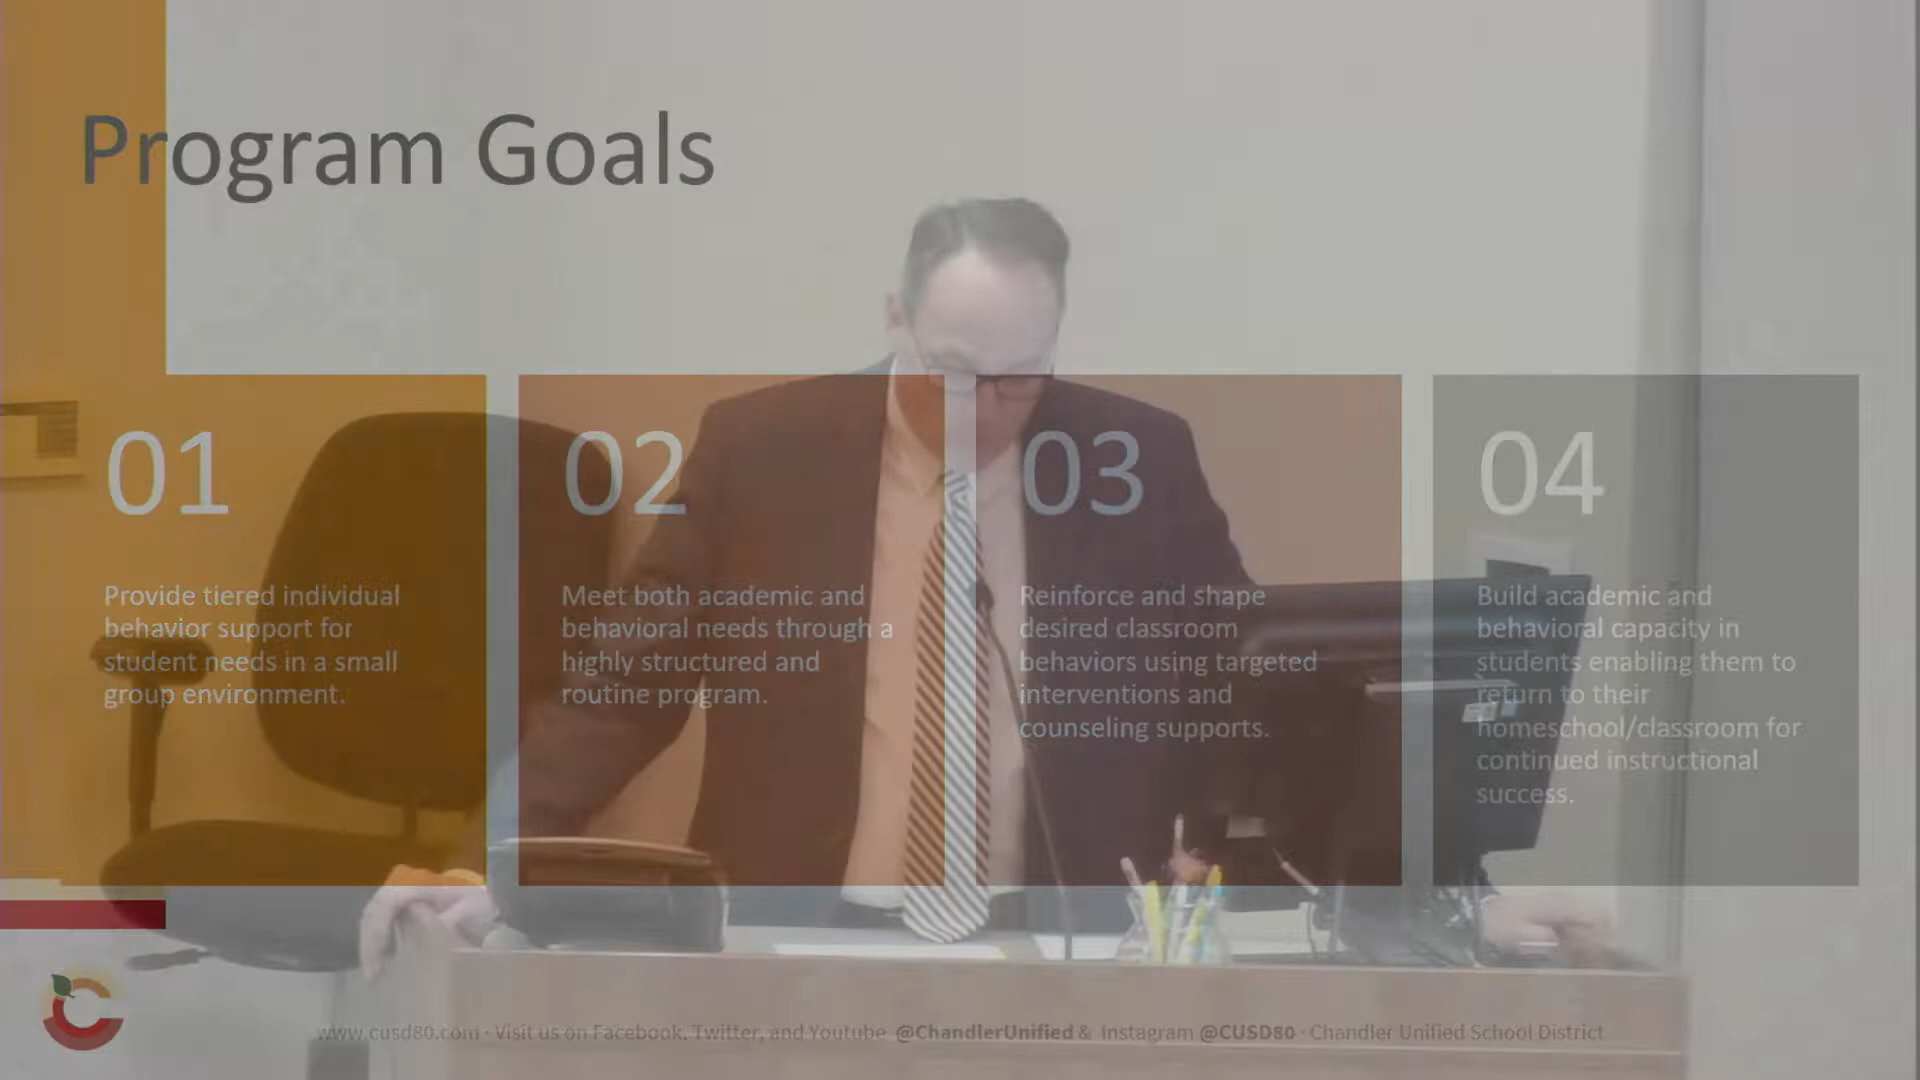 Program Goals
01
Provide tiered individual
behavior support for
student needs in a small
group environment.
02
Meet both academic and
behavioral needs through a
highly structured and
routine program.
03
Reinforce and shape
desired classroom
behaviors using targeted
interventions and
counseling supports.
04
Build academic and
behavioral capacity in
students enabling them to
return to their
homeschool/classroom for
continued instructional
success.
www.cusd80.com · Visit us on Facebook, Twitter, and Youtube @ChandlerUnified & Instagram @CUSD80 · Chandler Unified School District